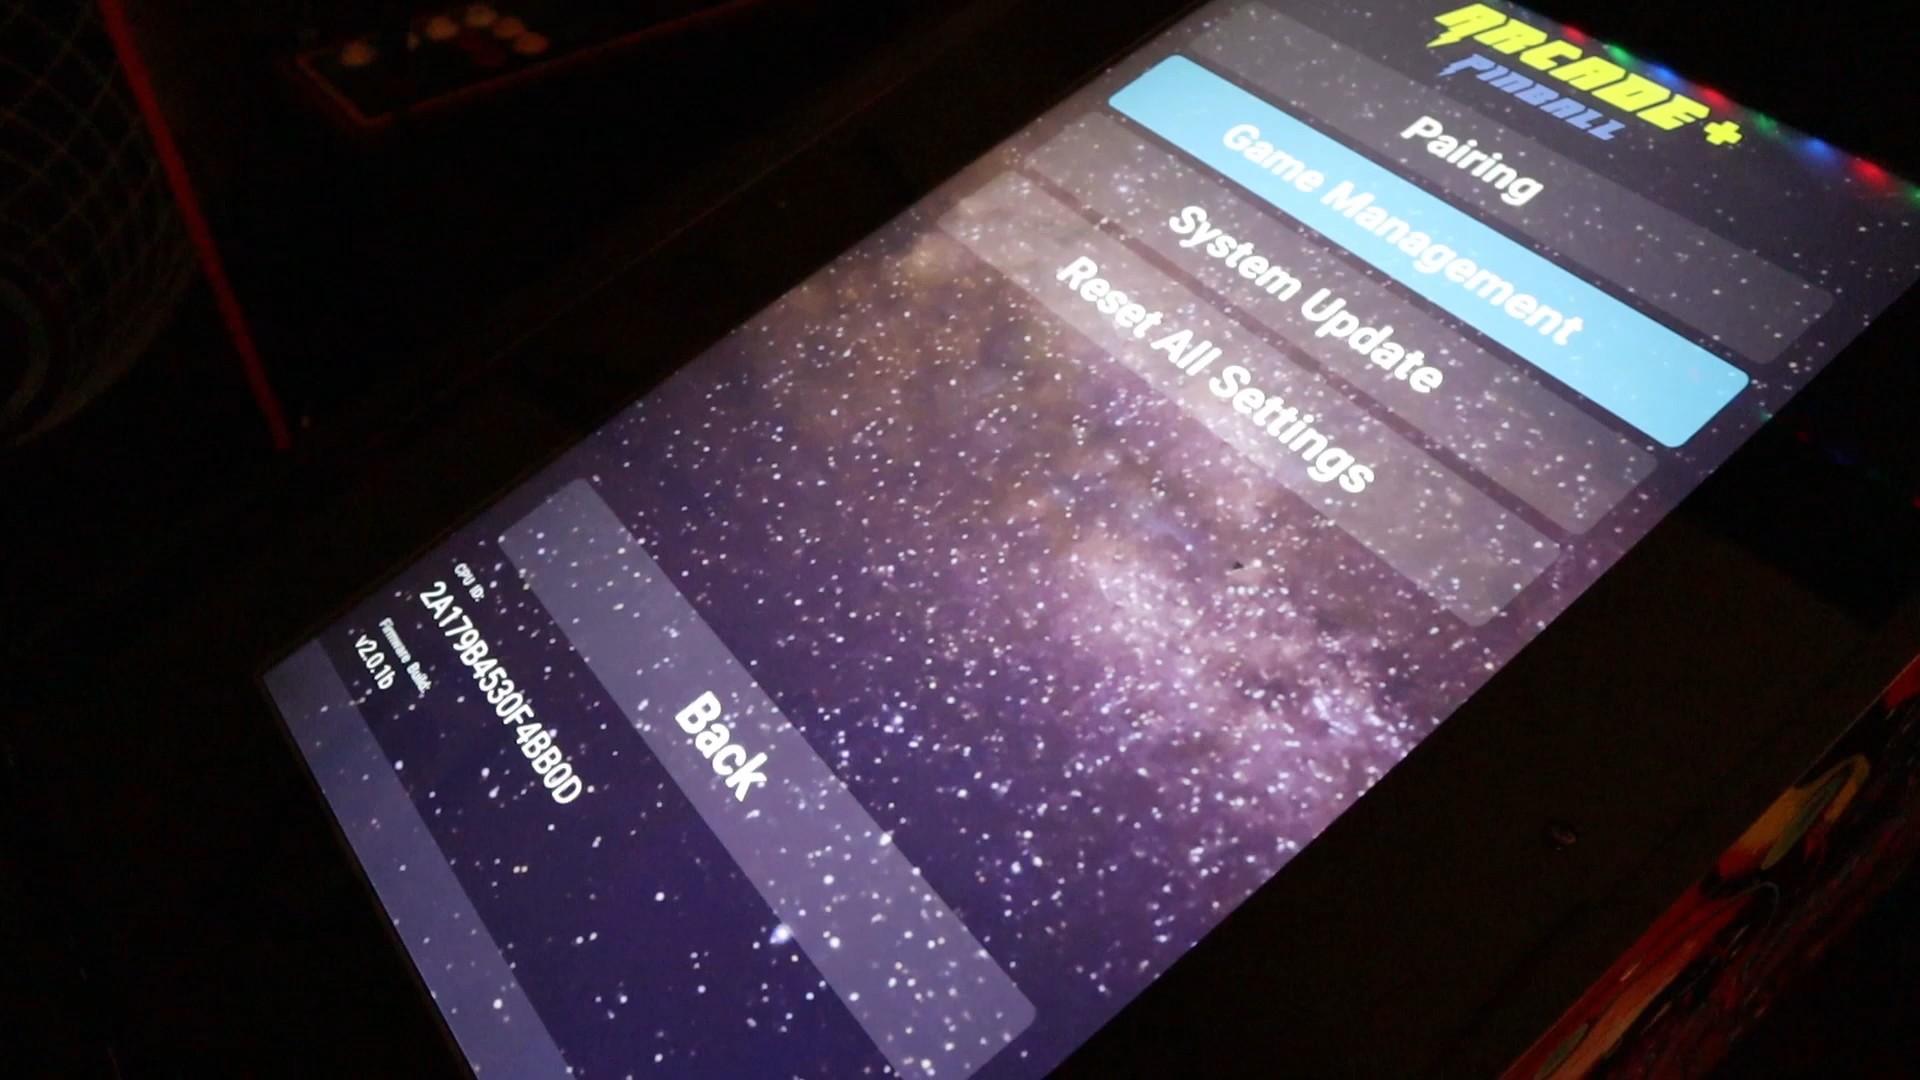 ARCADE +
PINBALL
Pairing
Game Management
System Update
Reset All Settings
Back
CPU ID:
2A179B4530F4BB0D
Firmware Build:
v2.0.1b